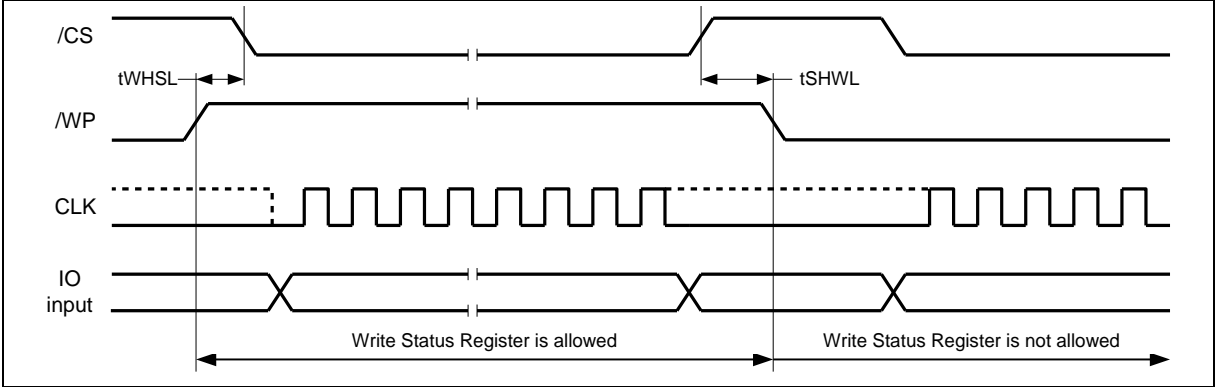 /CS
tWHSL
tSHWL
/WP
CLK
IO
input
Write Status Register is allowed
Write Status Register is not allowed